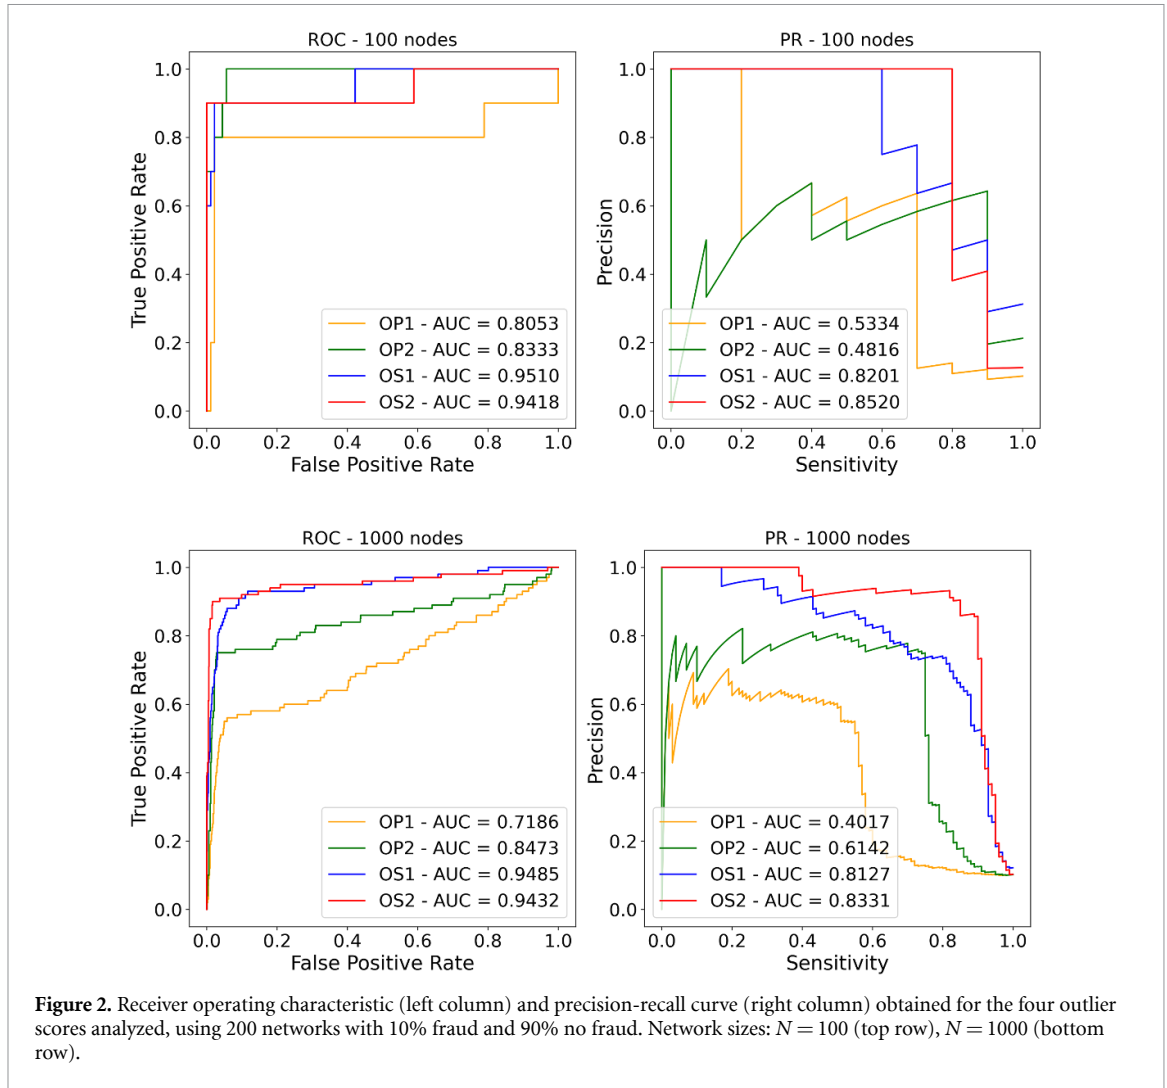 ROC - 100 nodes
True Positive Rate
1.0
0.8
0.6
0.4
0.2
0.0
OP1 - AUC = 0.8053
OP2 - AUC = 0.8333
OS1 - AUC = 0.9510
OS2 - AUC = 0.9418
0.0 0.2 0.4 0.6 0.8 1.0
False Positive Rate
PR - 100 nodes
Precision
1.0
0.8
0.6
0.4
0.2
0.0
OP1 - AUC = 0.5334
OP2 - AUC = 0.4816
OS1 - AUC = 0.8201
OS2 - AUC = 0.8520
0.0 0.2 0.4 0.6 0.8 1.0
Sensitivity
ROC - 1000 nodes
True Positive Rate
1.0
0.8
0.6
0.4
0.2
0.0
OP1 - AUC = 0.7186
OP2 - AUC = 0.8473
OS1 - AUC = 0.9485
OS2 - AUC = 0.9432
0.0 0.2 0.4 0.6 0.8 1.0
False Positive Rate
PR - 1000 nodes
Precision
1.0
0.8
0.6
0.4
0.2
0.0
OP1 - AUC = 0.4017
OP2 - AUC = 0.6142
OS1 - AUC = 0.8127
OS2 - AUC = 0.8331
0.0 0.2 0.4 0.6 0.8 1.0
Sensitivity
Figure 2. Receiver operating characteristic (left column) and precision-recall curve (right column) obtained for the four outlier
scores analyzed, using 200 networks with 10% fraud and 90% no fraud. Network sizes: N = 100 (top row), N = 1000 (bottom
row).